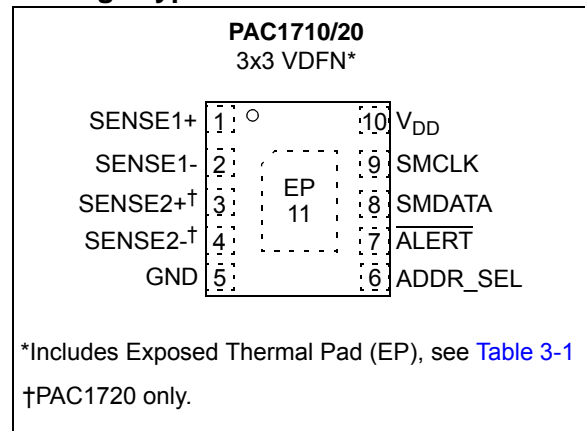 PAC1710/20
3x3 VDFN*
SENSE1+ 1 10 VDD
SENSE1- 2 9 SMCLK
SENSE2+† 3 EP 8 SMDATA
SENSE2-† 4 11 7 ALERT
GND 5 6 ADDR_SEL
*Includes Exposed Thermal Pad (EP), see Table 3-1
†PAC1720 only.